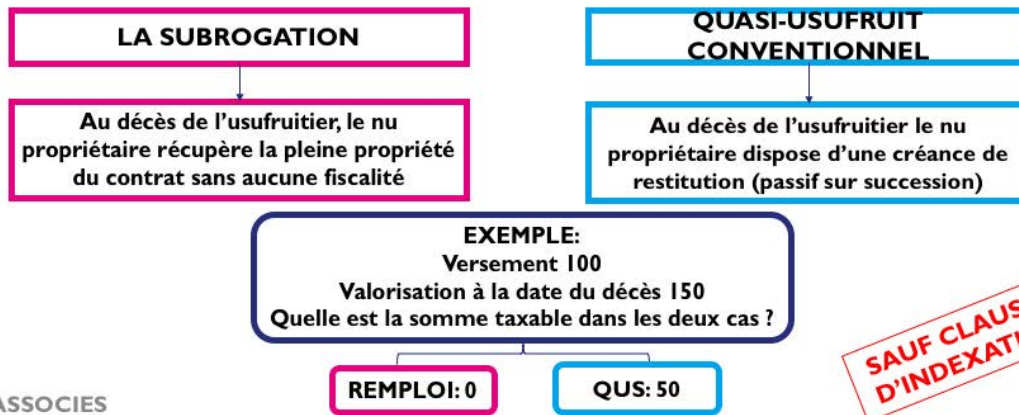 LA SUBROGATION
Au décès de l'usufruitier, le nu
propriétaire récupère la pleine propriété
du contrat sans aucune fiscalité
QUASI-USUFRUIT
CONVENTIONNEL
Au décès de l'usufruitier le nu
propriétaire dispose d'une créance de
restitution (passif sur succession)
EXEMPLE:
Versement 100
Valorisation à la date du décès 150
Quelle est la somme taxable dans les deux cas ?
REMPLOI: 0
QUS: 50
SAUF CLAUS
D'INDEXATI
ASSOCIES